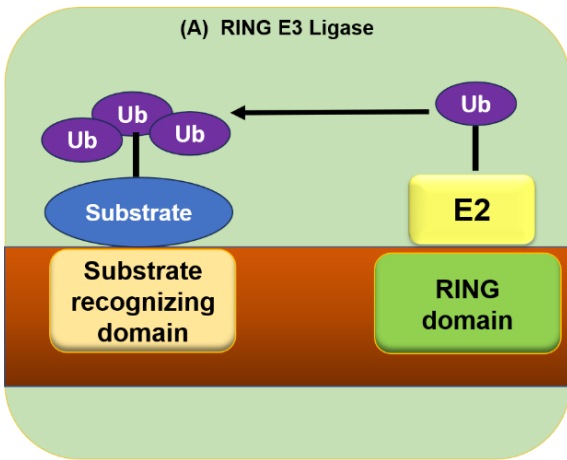 (A) RING E3 Ligase
Ub
Ub
Ub
Ub
Substrate
E2
Substrate
recognizing
domain
RING
domain